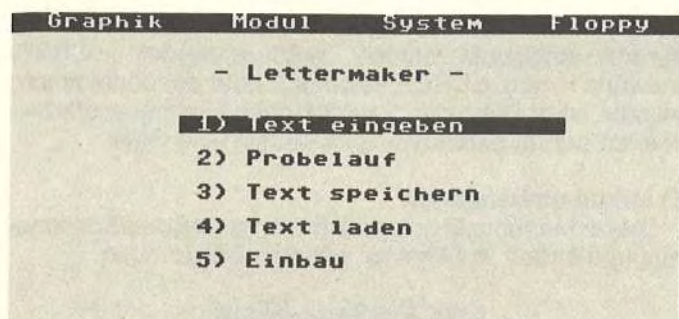 Graphik Modul System Floppy
- Lettermaker -
1) Text eingeben
2) Probelauf
3) Text speichern
4) Text laden
5) Einbau